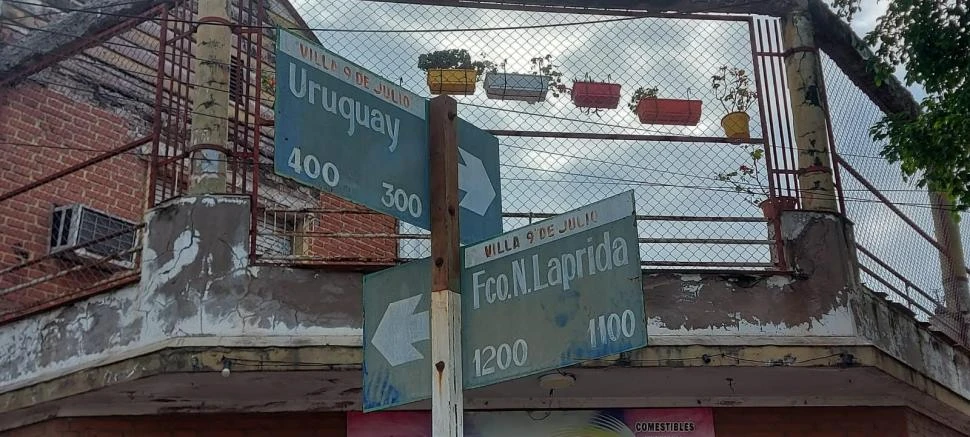 VILLA 9 DE JULIO
Uruguay
400 300
VILLA 9 DE JULIO
Fco. N. Laprida
1200 1100
COMESTIBLES